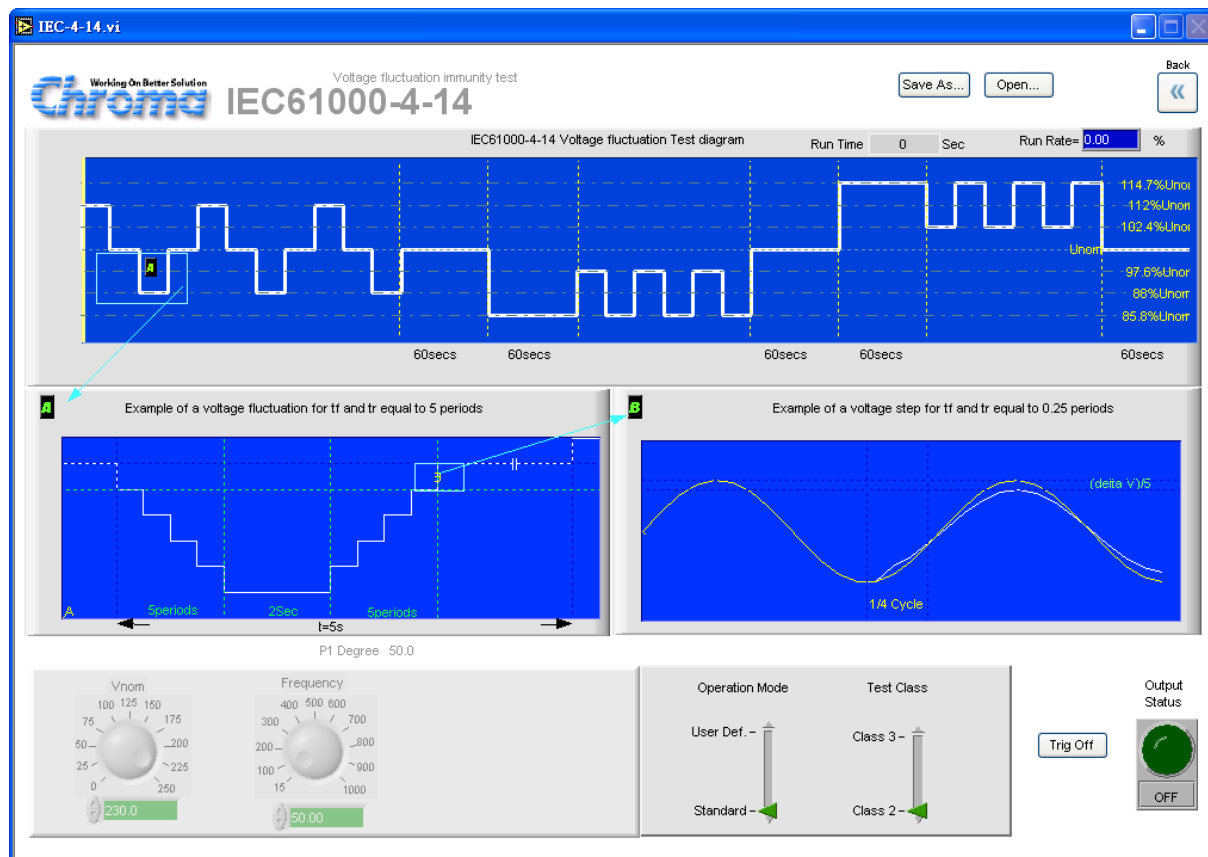 IEC-4-14.vi
Working On Better Solution
Chroma
Voltage fluctuation immunity test
IEC61000-4-14
Save As...
Open...
Back
IEC61000-4-14 Voltage fluctuation Test diagram
Run Time 0 Sec
Run Rate= 0.00 %
114.7%Unor
112%Unon
102.4%Unor
Unom
97.6%Unor
88%Unorr
85.8%Unorr
A
60secs
60secs
60secs
60secs
60secs
A
Example of a voltage fluctuation for tf and tr equal to 5 periods
A
5periods
2Sec
5periods
t=5s
B
Example of a voltage step for tf and tr equal to 0.25 periods
(delta V)/5
1/4 Cycle
P1 Degree 50.0
Vnom
0
25
50
75
100
125
150
175
200
225
250
230.0
Frequency
15
100
200
300
400
500
600
700
800
900
1000
50.00
Operation Mode
User Def.
Standard
Test Class
Class 3
Class 2
Trig Off
Output
Status
OFF